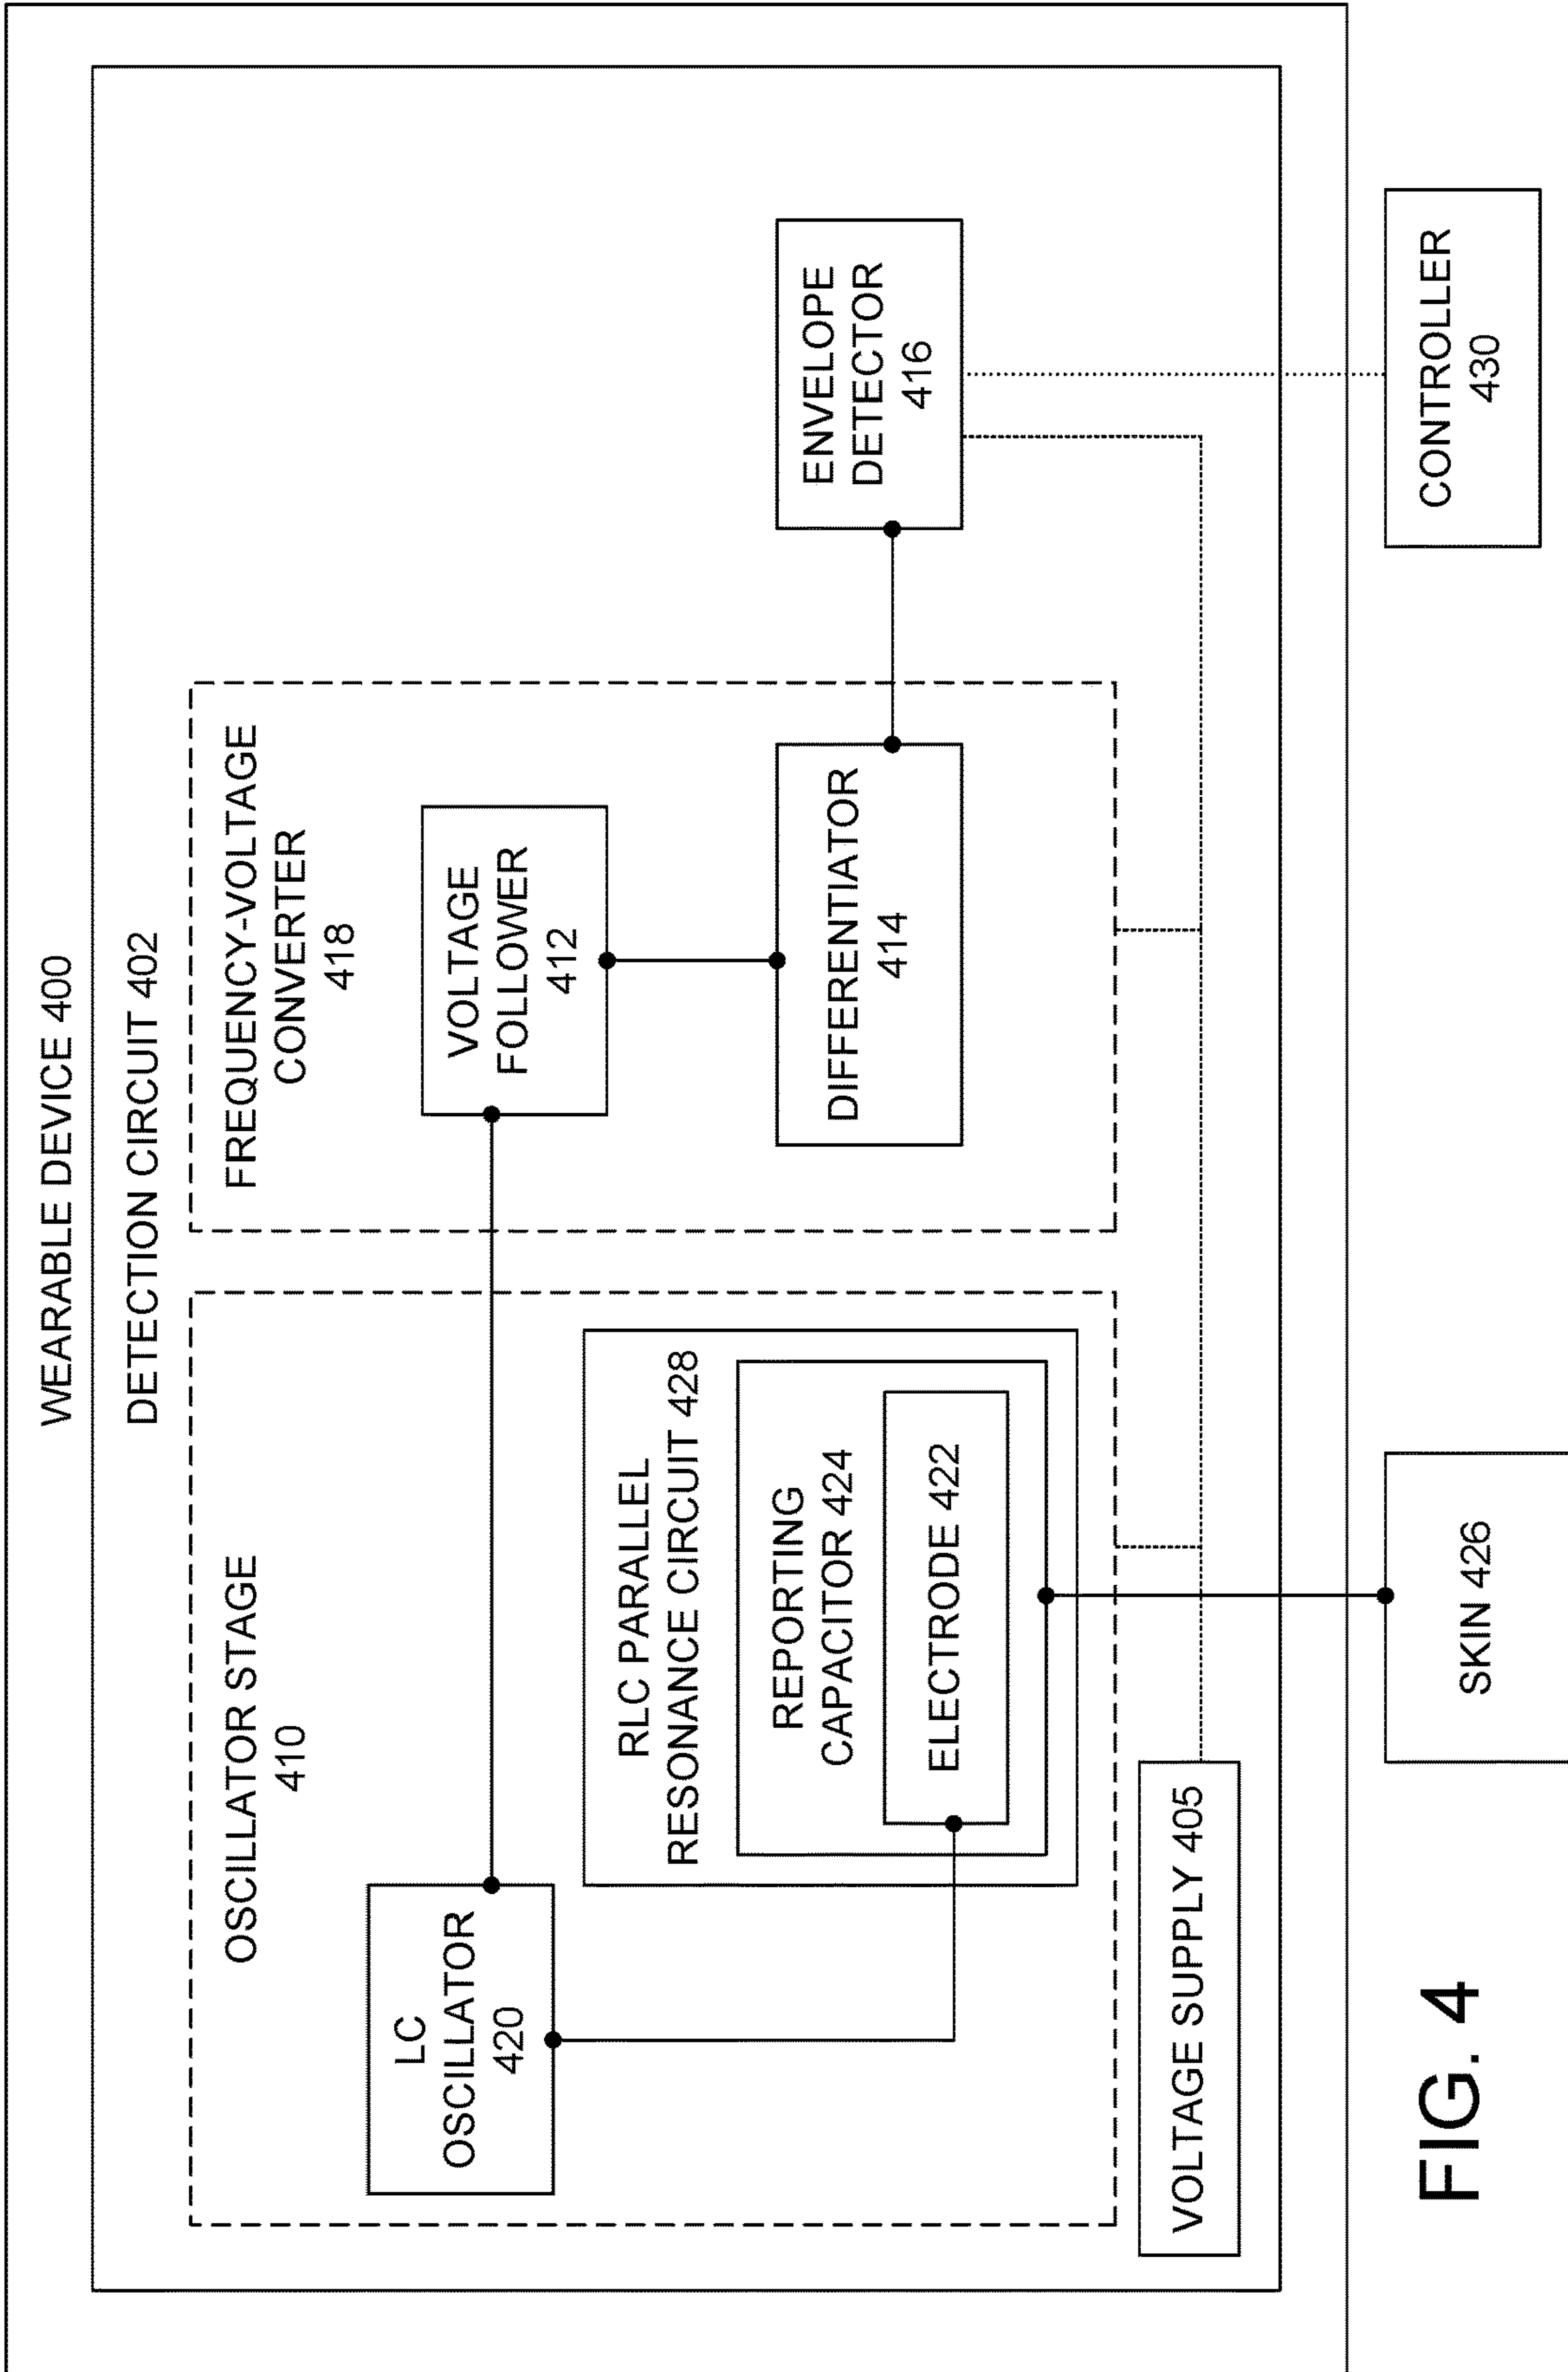 WEARABLE DEVICE 400
DETECTION CIRCUIT 402
OSCILLATOR STAGE
410
LC
OSCILLATOR
420
RLC PARALLEL
RESONANCE CIRCUIT 428
REPORTING
CAPACITOR 424
ELECTRODE 422
FREQUENCY-VOLTAGE
CONVERTER
418
VOLTAGE
FOLLOWER
412
DIFFERENTIATOR
414
ENVELOPE
DETECTOR
416
VOLTAGE SUPPLY 405
SKIN 426
CONTROLLER
430
FIG. 4